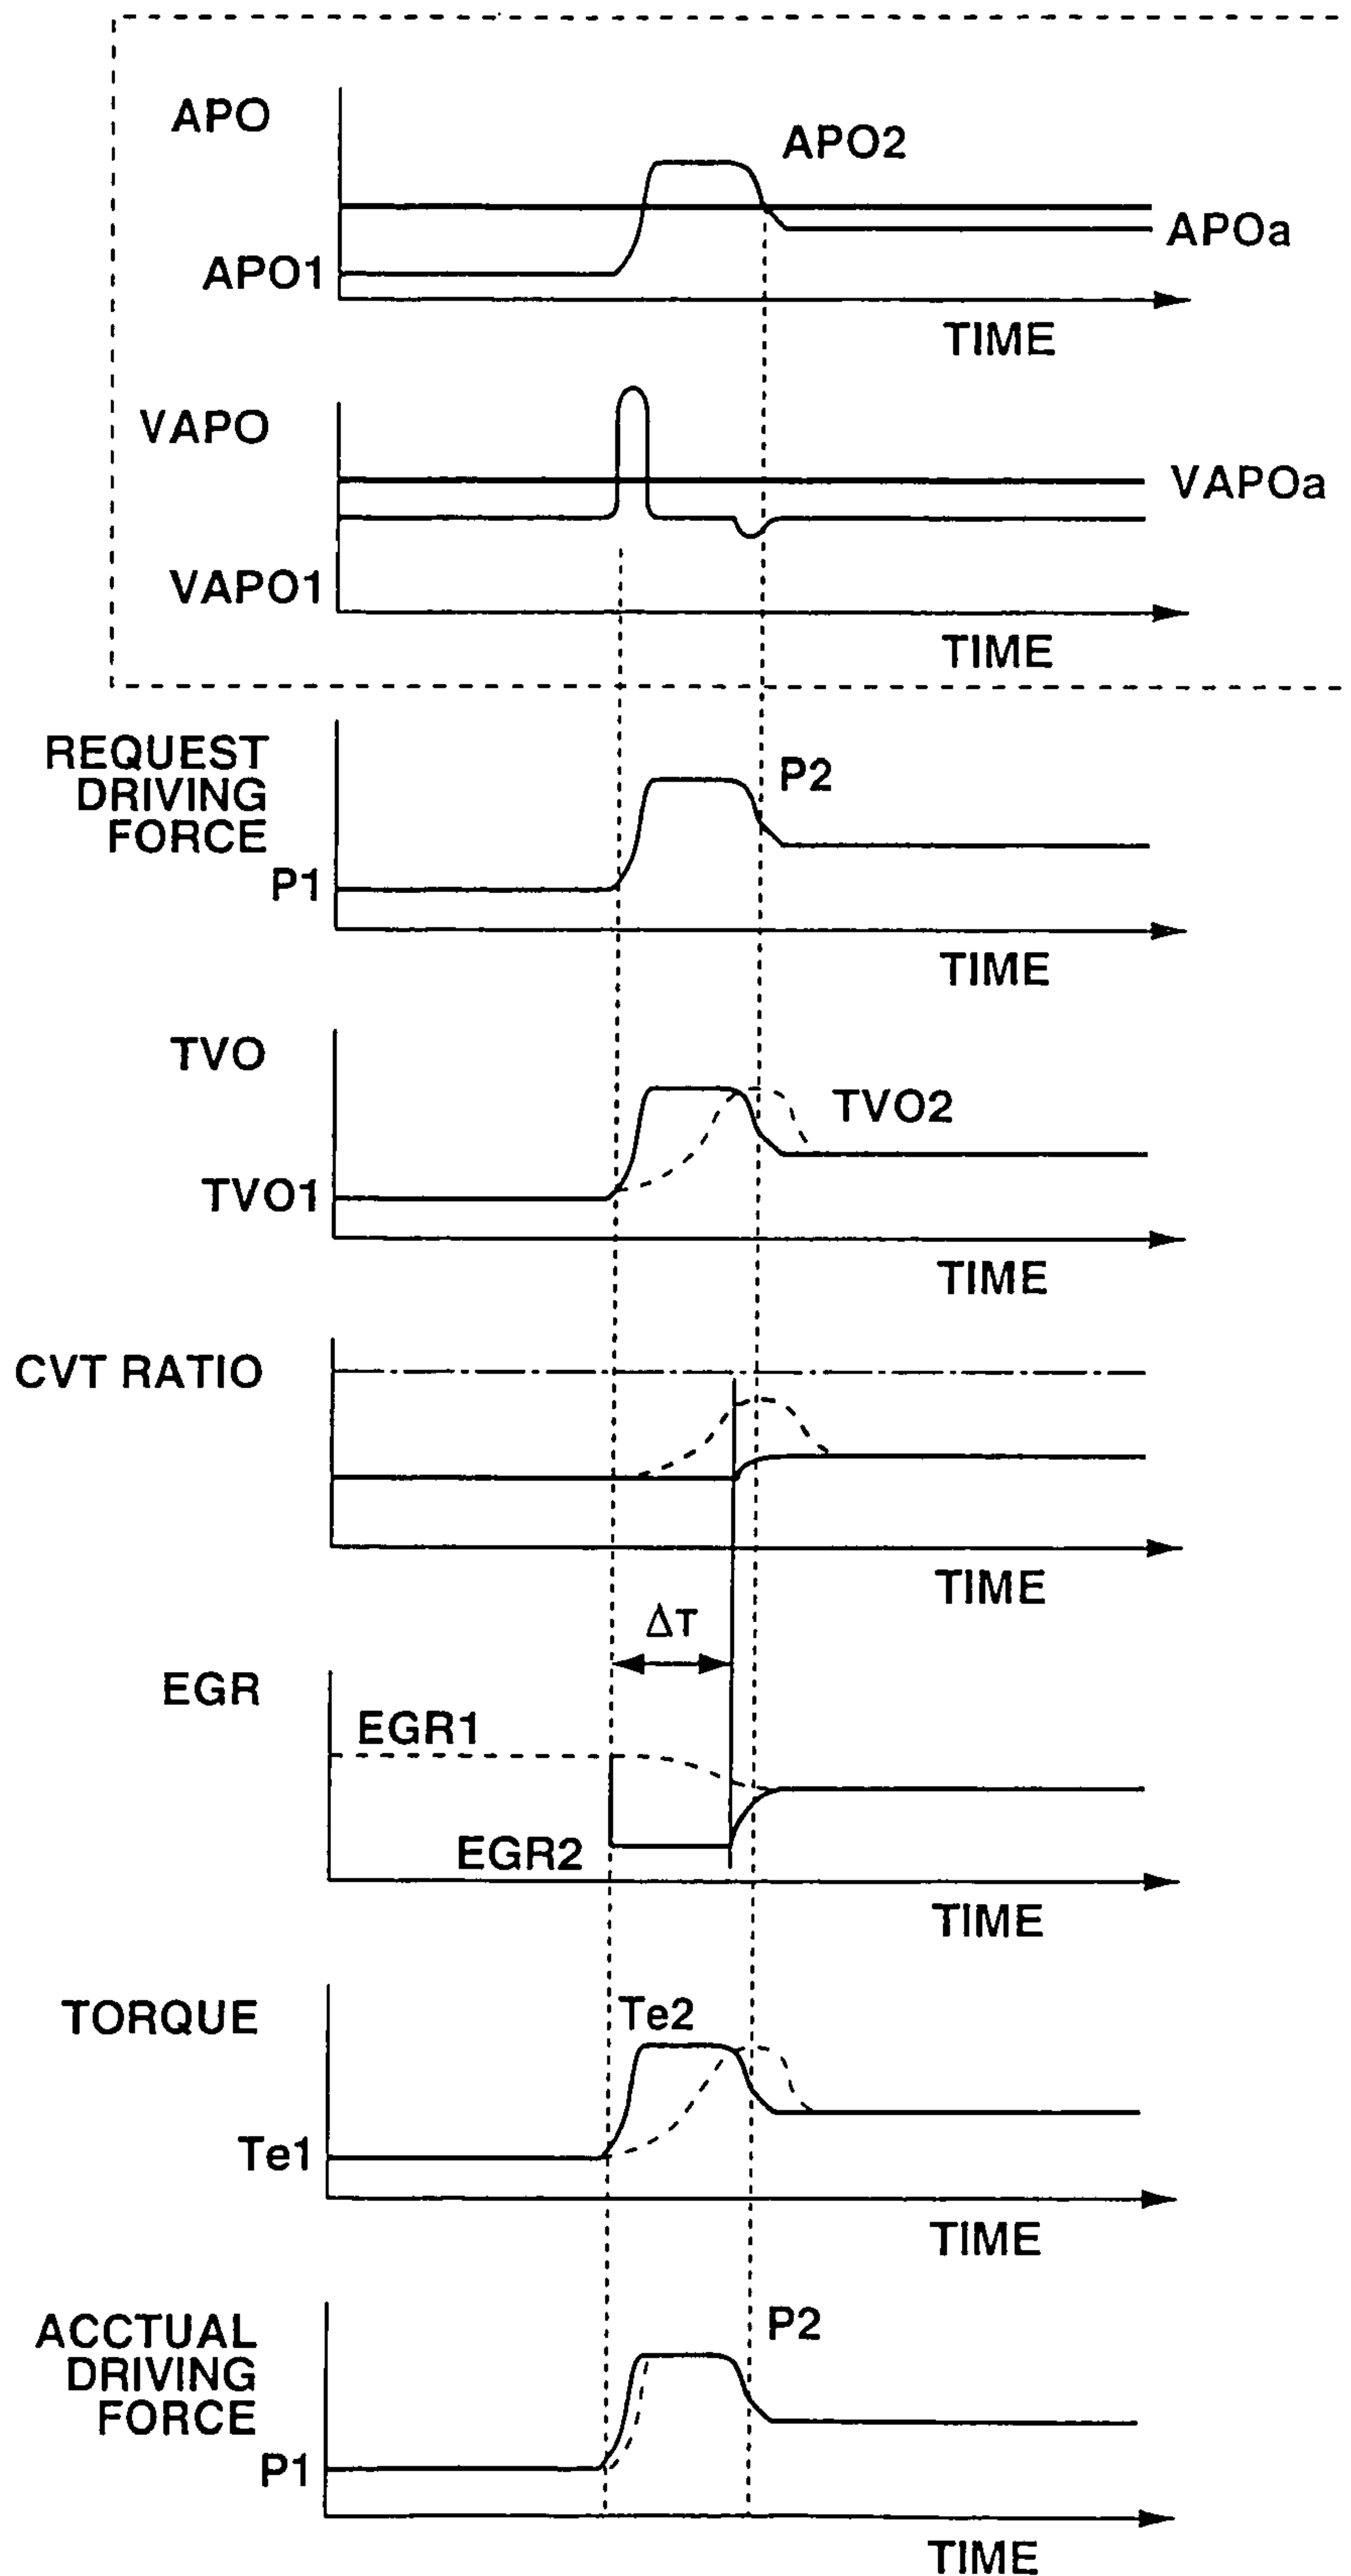 APO
APO2
APOa
APO1
TIME
VAPO
VAPOa
VAPO1
TIME
REQUEST
DRIVING
FORCE
P2
P1
TIME
TVO
TVO2
TVO1
TIME
CVT RATIO
TIME
ΔT
EGR
EGR1
EGR2
TIME
TORQUE
Te2
Te1
TIME
ACCTUAL
DRIVING
FORCE
P2
P1
TIME